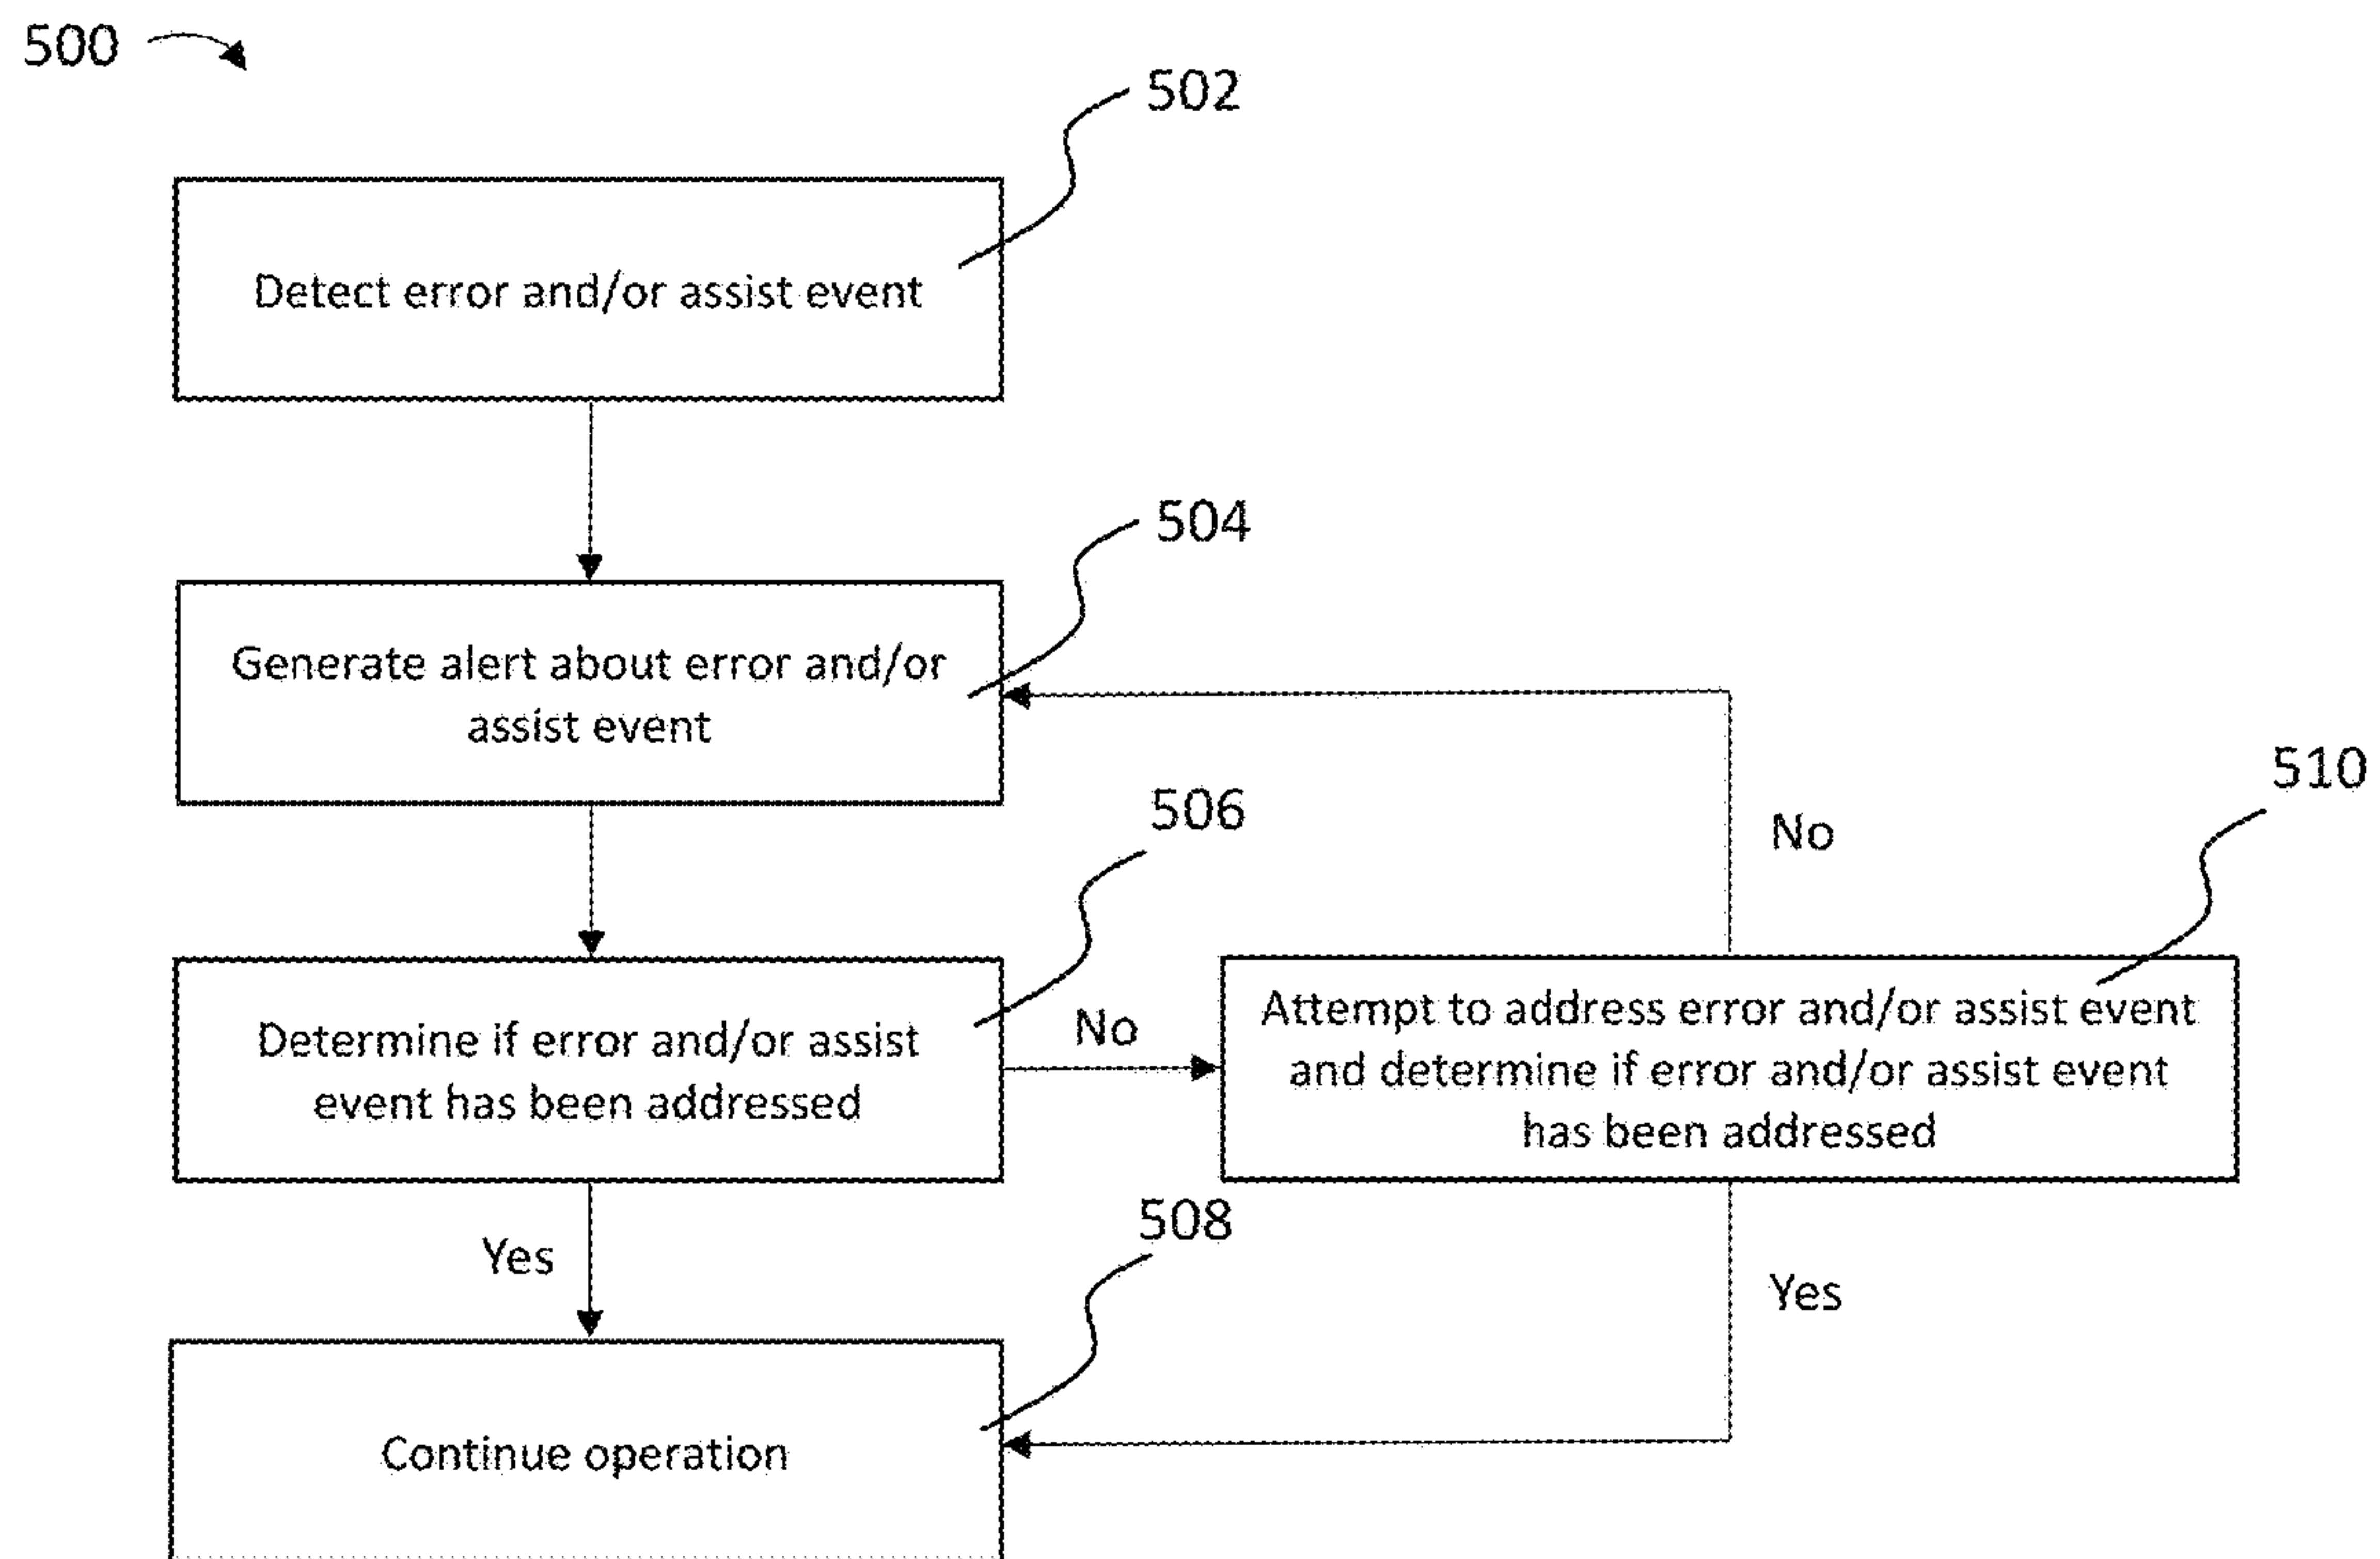 500
502
Detect error and/or assist event
504
Generate alert about error and/or
assist event
506
510
No
Determine if error and/or assist
event has been addressed
No
Attempt to address error and/or assist event
and determine if error and/or assist event
has been addressed
508
Yes
Yes
Continue operation